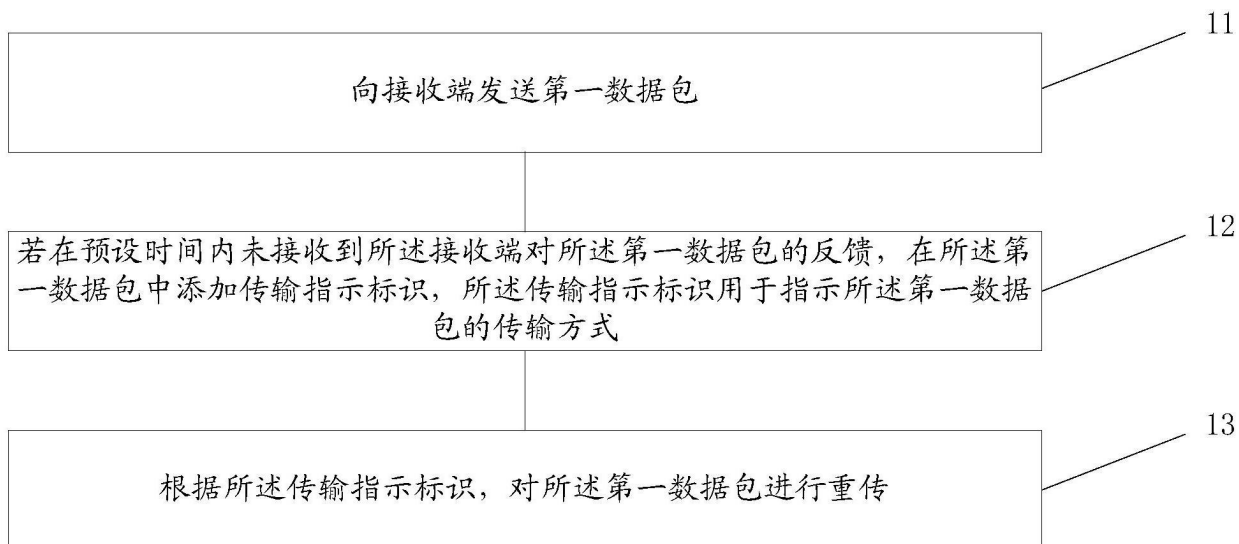 11
向接收端发送第一数据包
12
若在预设时间内未接收到所述接收端对所述第一数据包的反馈，在所述第
一数据包中添加传输指示标识，所述传输指示标识用于指示所述第一数据
包的传输方式
13
根据所述传输指示标识，对所述第一数据包进行重传